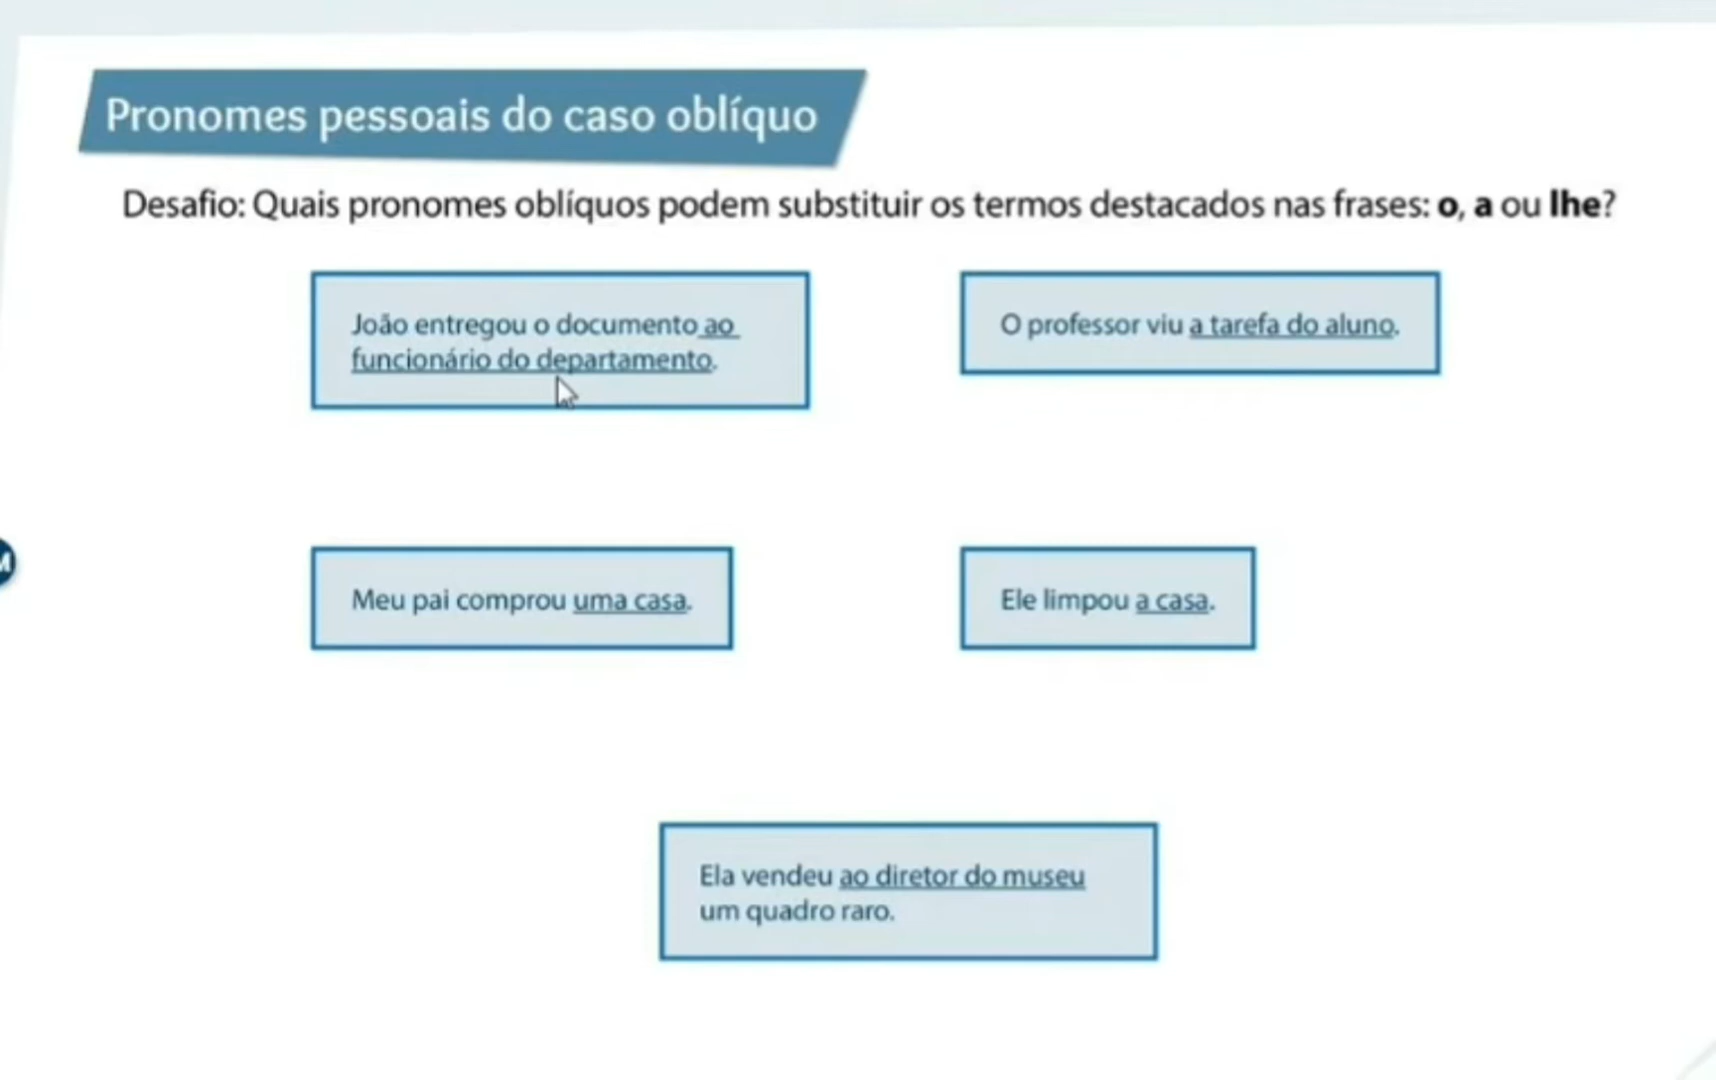 Pronomes pessoais do caso oblíquo
Desafio: Quais pronomes oblíquos podem substituir os termos destacados nas frases: o, a ou lhe?
João entregou o documento ao
funcionário do departamento.
O professor viu a tarefa do aluno.
Meu pai comprou uma casa.
Ele limpou a casa.
Ela vendeu ao diretor do museu
um quadro raro.